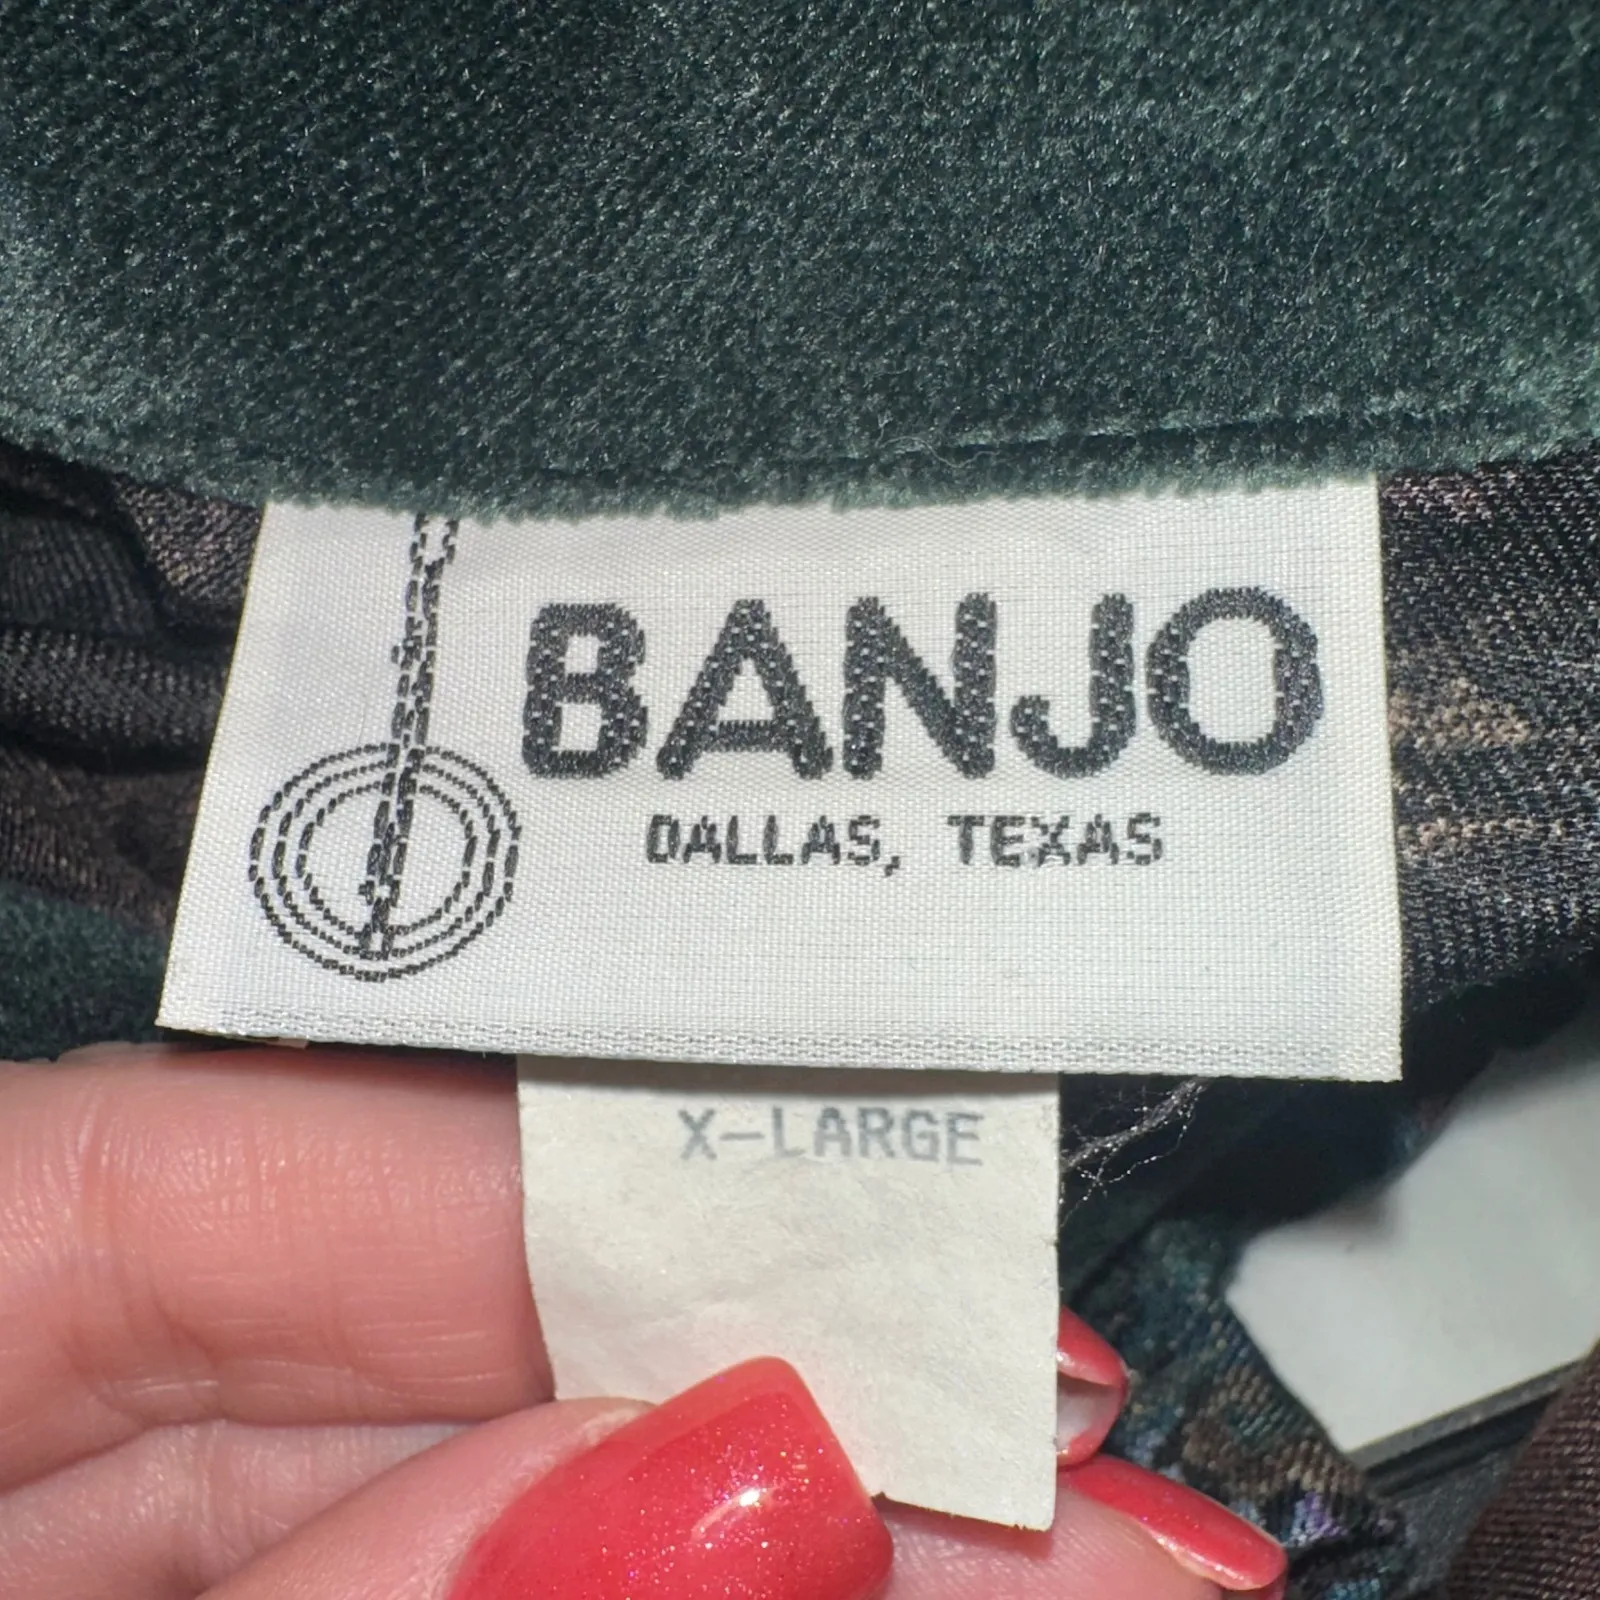 BANJO
DALLAS, TEXAS
X-LARGE